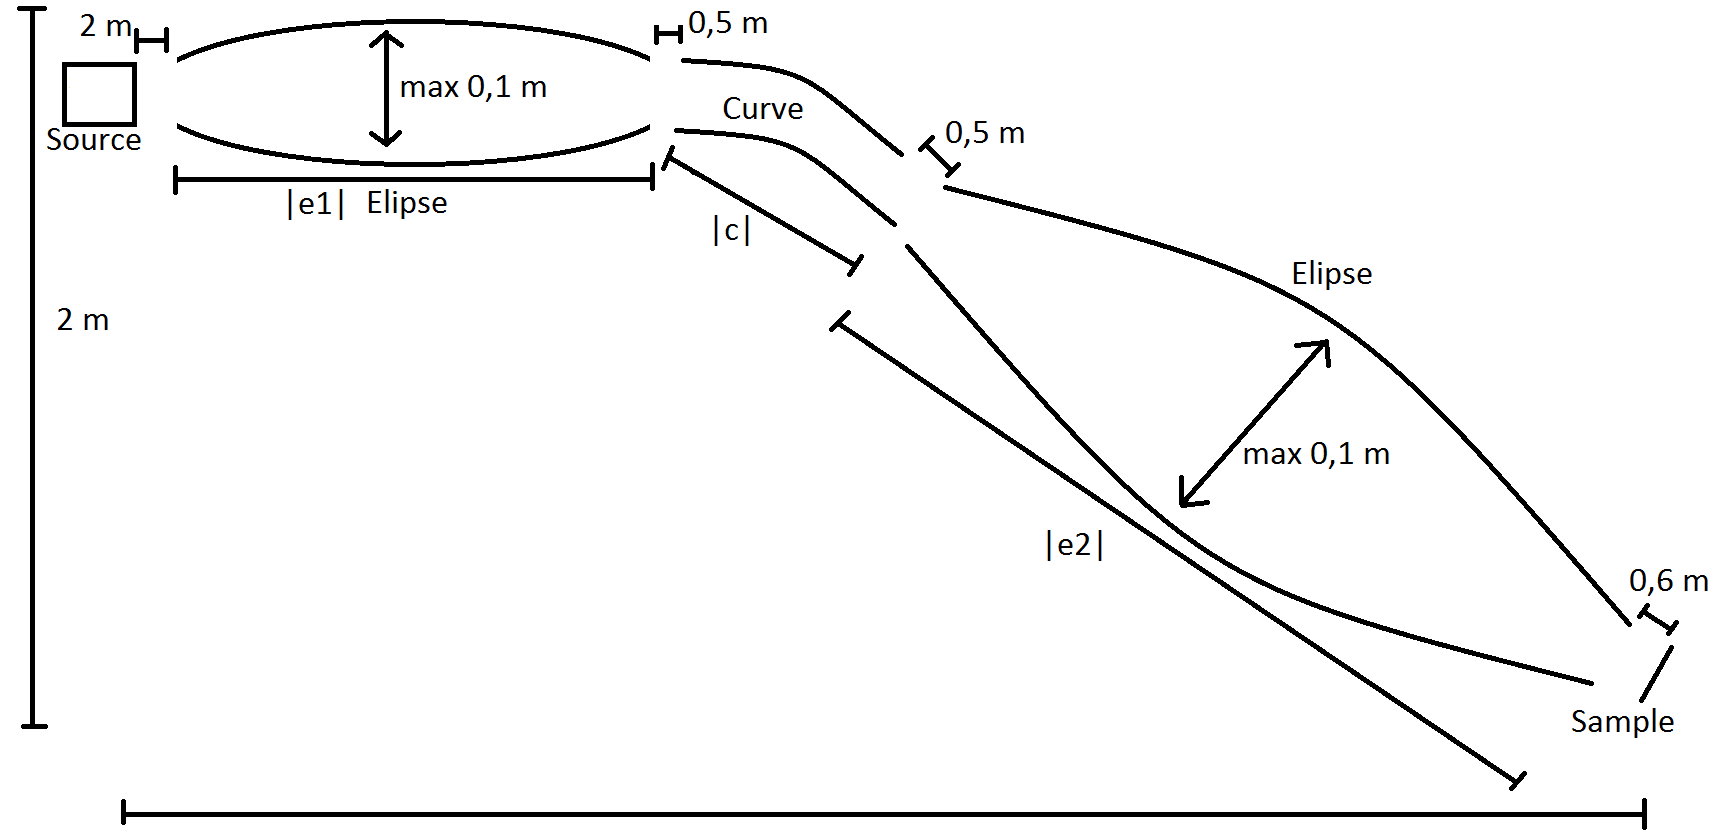 2 m
0,5 m
Source
max 0,1 m
Curve
0,5 m
|e1| Elipse
|c|
Elipse
2 m
max 0,1 m
|e2|
0,6 m
Sample